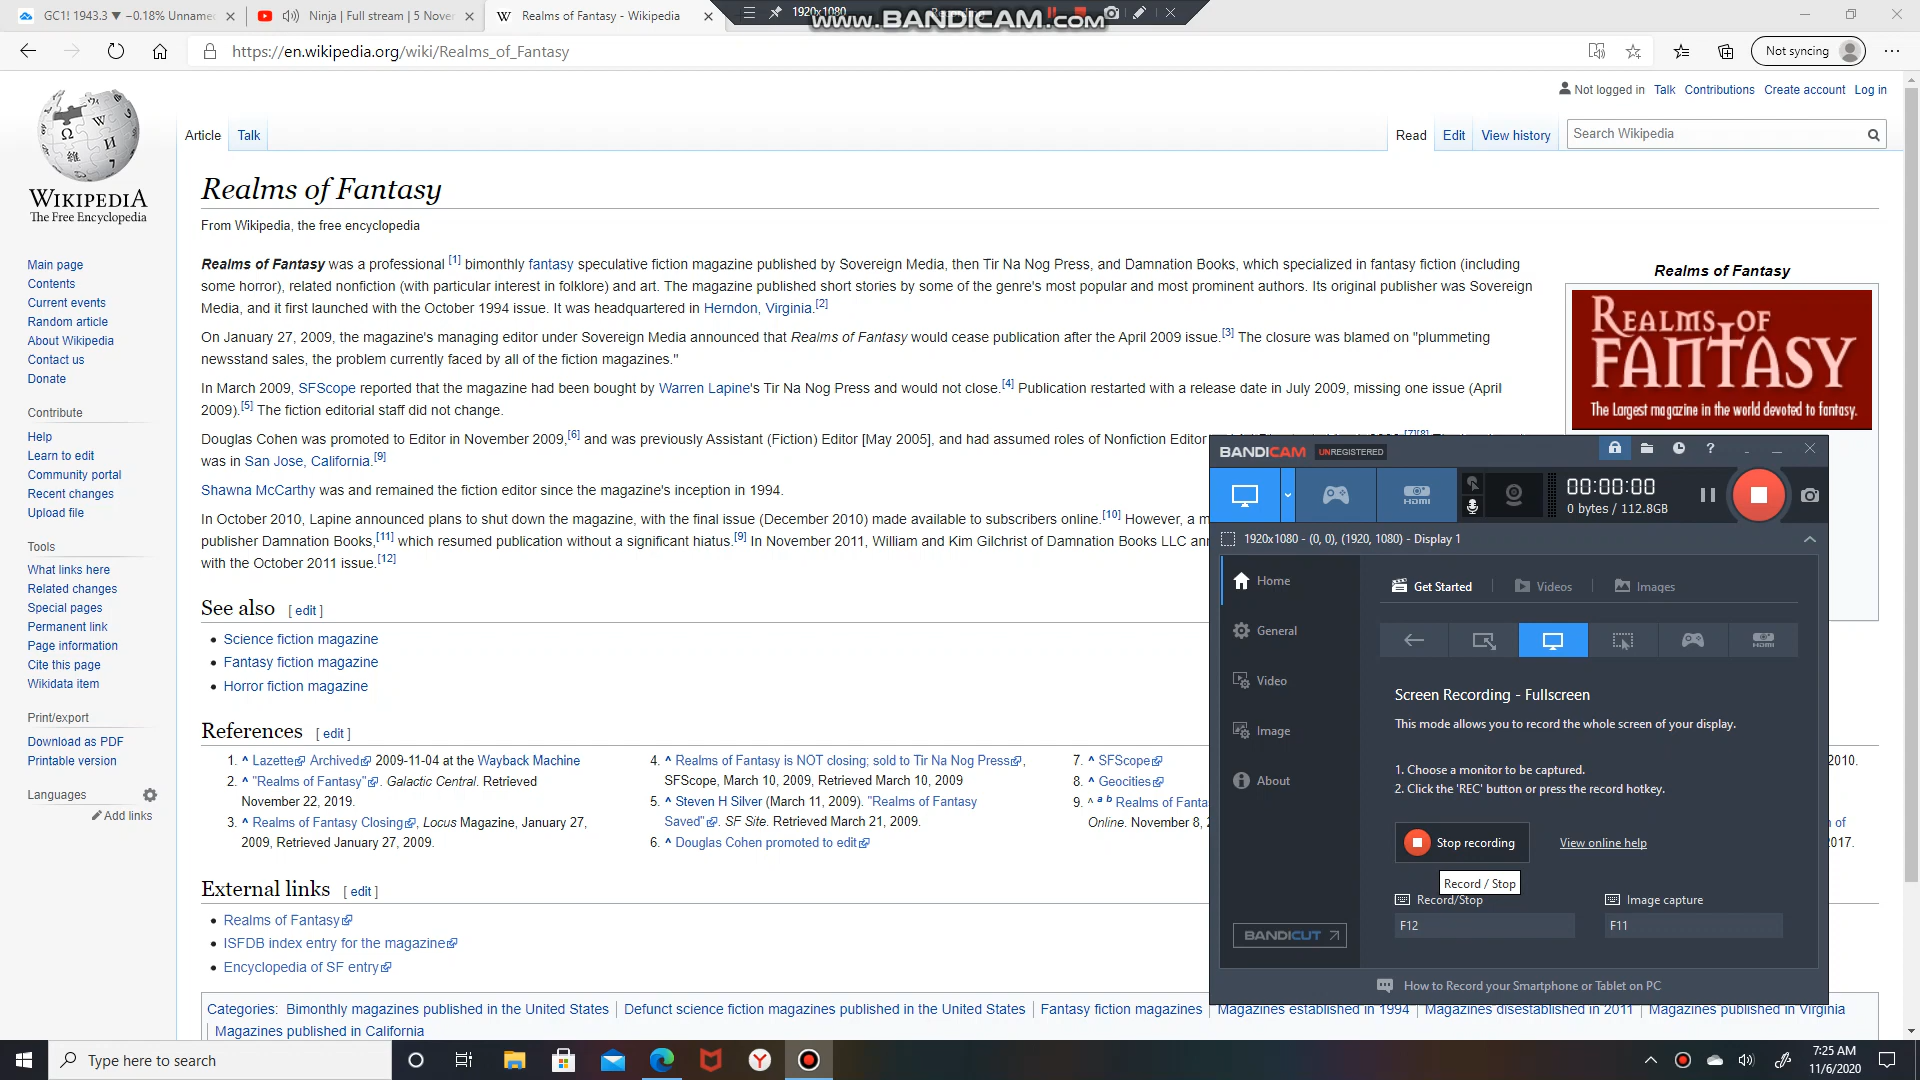 GC1! 1943.3 ▼ −0.18% Unname
Ninja | Full stream | 5 Nover
Realms of Fantasy - Wikipedia
1920x1080
www.BANDICAM.com
https://en.wikipedia.org/wiki/Realms_of_Fantasy
Not syncing
Not logged in Talk Contributions Create account Log in
Article Talk
Read Edit View history
Search Wikipedia
WIKIPEDIA
The Free Encyclopedia
Main page
Contents
Current events
Random article
About Wikipedia
Contact us
Donate
Contribute
Help
Learn to edit
Community portal
Recent changes
Upload file
Tools
What links here
Related changes
Special pages
Permanent link
Page information
Cite this page
Wikidata item
Print/export
Download as PDF
Printable version
Languages
Add links
Realms of Fantasy
From Wikipedia, the free encyclopedia
Realms of Fantasy was a professional [1] bimonthly fantasy speculative fiction magazine published by Sovereign Media, then Tir Na Nog Press, and Damnation Books, which specialized in fantasy fiction (including
some horror), related nonfiction (with particular interest in folklore) and art. The magazine published short stories by some of the genre's most popular and most prominent authors. Its original publisher was Sovereign
Media, and it first launched with the October 1994 issue. It was headquartered in Herndon, Virginia.[2]
On January 27, 2009, the magazine's managing editor under Sovereign Media announced that Realms of Fantasy would cease publication after the April 2009 issue.[3] The closure was blamed on "plummeting
newsstand sales, the problem currently faced by all of the fiction magazines."
In March 2009, SFScope reported that the magazine had been bought by Warren Lapine's Tir Na Nog Press and would not close.[4] Publication restarted with a release date in July 2009, missing one issue (April
2009).[5] The fiction editorial staff did not change.
Douglas Cohen was promoted to Editor in November 2009,[6] and was previously Assistant (Fiction) Editor [May 2005], and had assumed roles of Nonfiction Editor
was in San Jose, California.[9]
Shawna McCarthy was and remained the fiction editor since the magazine's inception in 1994.
In October 2010, Lapine announced plans to shut down the magazine, with the final issue (December 2010) made available to subscribers online.[10] However, a m
publisher Damnation Books,[11] which resumed publication without a significant hiatus.[9] In November 2011, William and Kim Gilchrist of Damnation Books LLC anr
with the October 2011 issue.[12]
Realms of Fantasy
REALMS OF
FANTASY
The Largest magazine in the world devoted to fantasy.
See also [ edit ]
Science fiction magazine
Fantasy fiction magazine
Horror fiction magazine
References [ edit ]
1. ^ Lazette Archived 2009-11-04 at the Wayback Machine
2. ^ "Realms of Fantasy". Galactic Central. Retrieved
November 22, 2019.
3. ^ Realms of Fantasy Closing, Locus Magazine, January 27,
2009, Retrieved January 27, 2009.
4. ^ Realms of Fantasy is NOT closing; sold to Tir Na Nog Press,
SFScope, March 10, 2009, Retrieved March 10, 2009
5. ^ Steven H Silver (March 11, 2009). "Realms of Fantasy
Saved". SF Site. Retrieved March 21, 2009.
6. ^ Douglas Cohen promoted to edit
7. ^ SFScope
8. ^ Geocities
9. ^ a b Realms of Fanta
Online. November 8, 2
2010.
n of
2017.
External links [ edit ]
Realms of Fantasy
ISFDB index entry for the magazine
Encyclopedia of SF entry
Categories: Bimonthly magazines published in the United States | Defunct science fiction magazines published in the United States | Fantasy fiction magazines | Magazines established in 1994 | Magazines disestablished in 2011 | Magazines published in Virginia
| Magazines published in California
BANDICAM UNREGISTERED
HDMI
00:00:00
0 bytes / 112.8GB
1920x1080 - (0, 0), (1920, 1080) - Display 1
Home
General
Video
Image
About
BANDICUT
Get Started
Videos
Images
HDMI
Screen Recording - Fullscreen
This mode allows you to record the whole screen of your display.
1. Choose a monitor to be captured.
2. Click the 'REC' button or press the record hotkey.
Stop recording
View online help
Record / Stop
Record/Stop
Image capture
F12
F11
How to Record your Smartphone or Tablet on PC
Type here to search
7:25 AM
11/6/2020